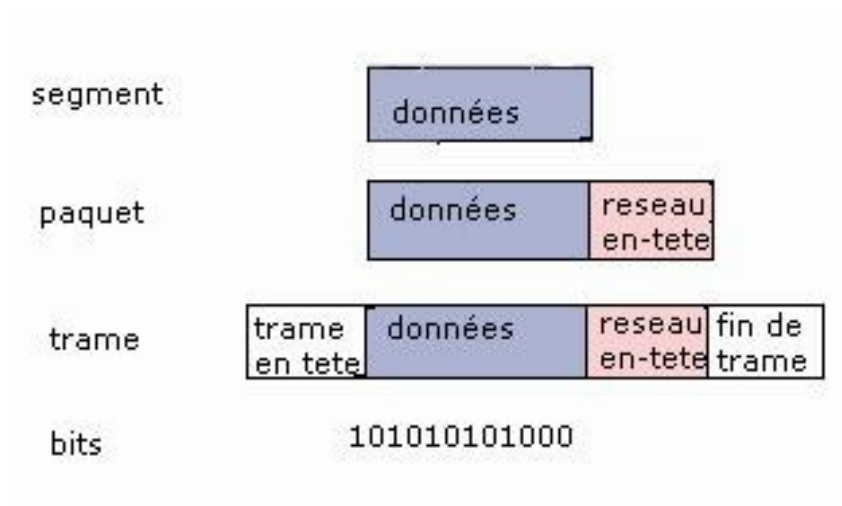 segment
données
paquet
données
reseau
en-tete
trame
trame
en tete
données
reseau
en-tete
fin de
trame
bits
101010101000